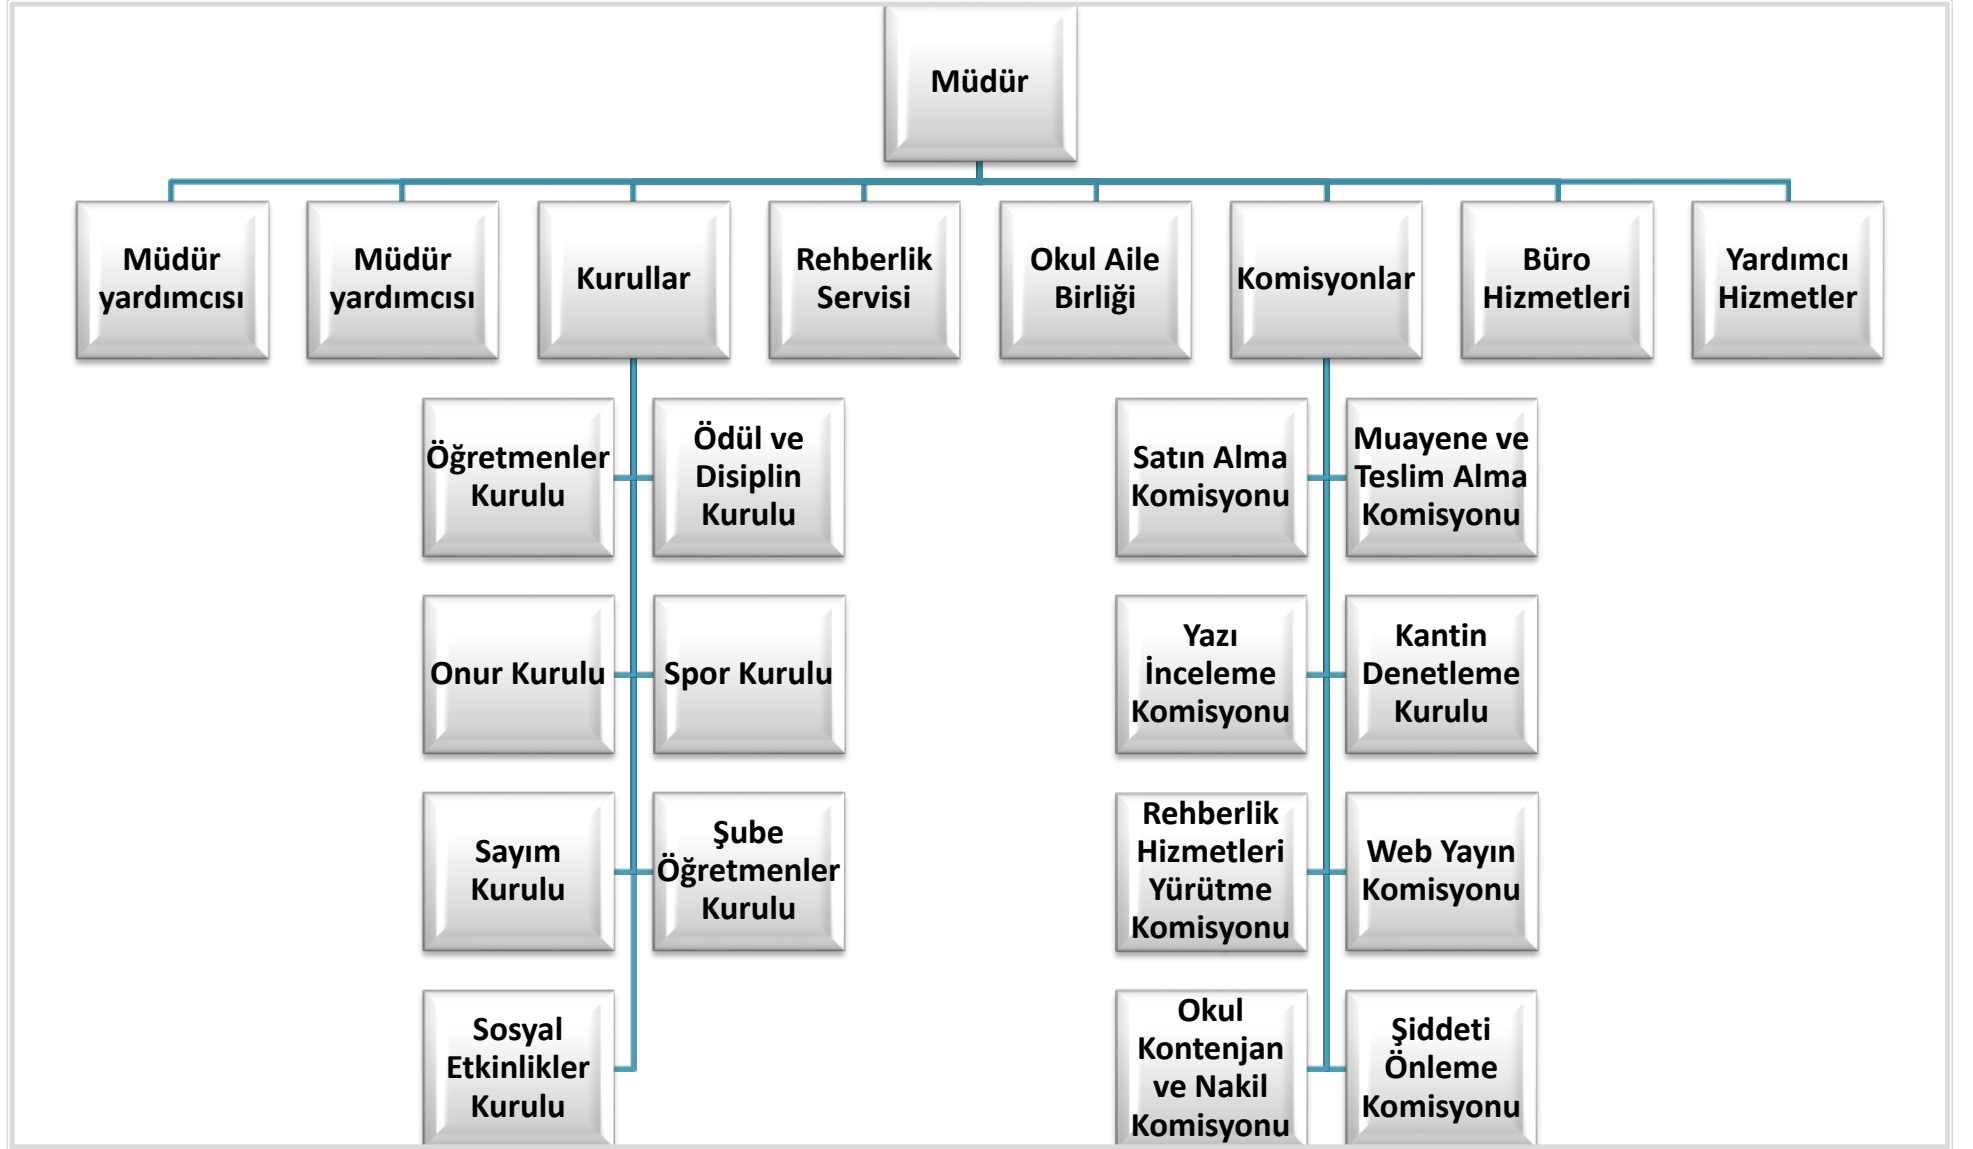 Müdür
Müdür
yardımcısı
Müdür
yardımcısı
Kurullar
Rehberlik
Servisi
Okul Aile
Birliği
Komisyonlar
Büro
Hizmetleri
Yardımcı
Hizmetler
Öğretmenler
Kurulu
Ödül ve
Disiplin
Kurulu
Onur Kurulu
Spor Kurulu
Sayım
Kurulu
Şube
Öğretmenler
Kurulu
Sosyal
Etkinlikler
Kurulu
Satın Alma
Komisyonu
Muayene ve
Teslim Alma
Komisyonu
Yazı
İnceleme
Komisyonu
Kantin
Denetleme
Kurulu
Rehberlik
Hizmetleri
Yürütme
Komisyonu
Web Yayın
Komisyonu
Okul
Kontenjan
ve Nakil
Komisyonu
Şiddeti
Önleme
Komisyonu